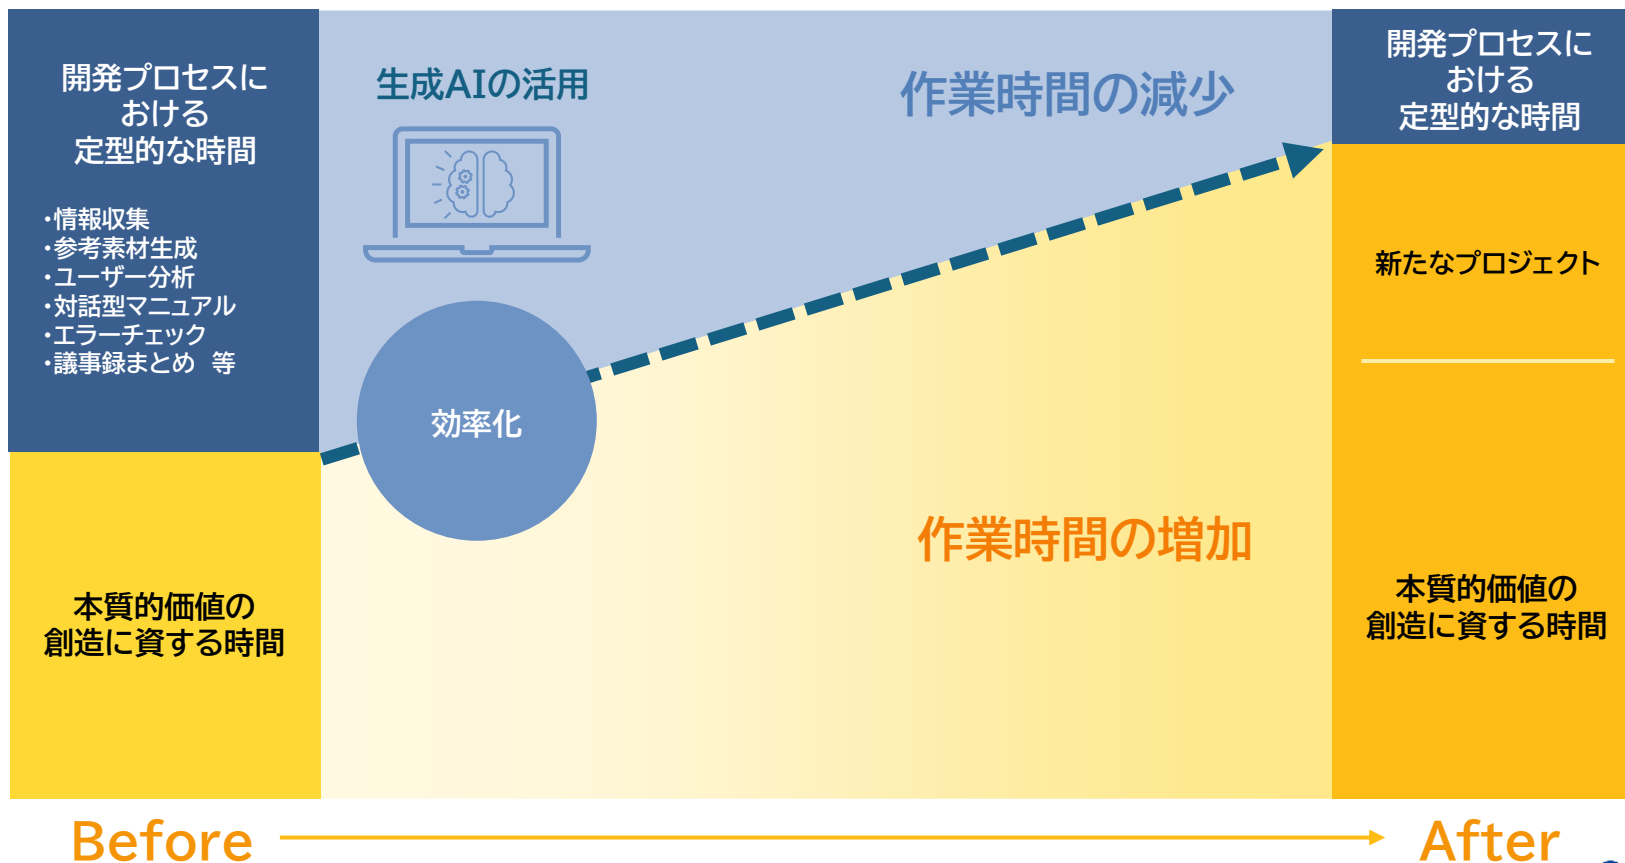 開発プロセスに
おける
定型的な時間
・情報収集
・参考素材生成
・ユーザー分析
・対話型マニュアル
・エラーチェック
・議事録まとめ　等
本質的価値の
創造に資する時間
生成AIの活用
効率化
作業時間の減少
作業時間の増加
開発プロセスに
おける
定型的な時間
新たなプロジェクト
本質的価値の
創造に資する時間
Before
After